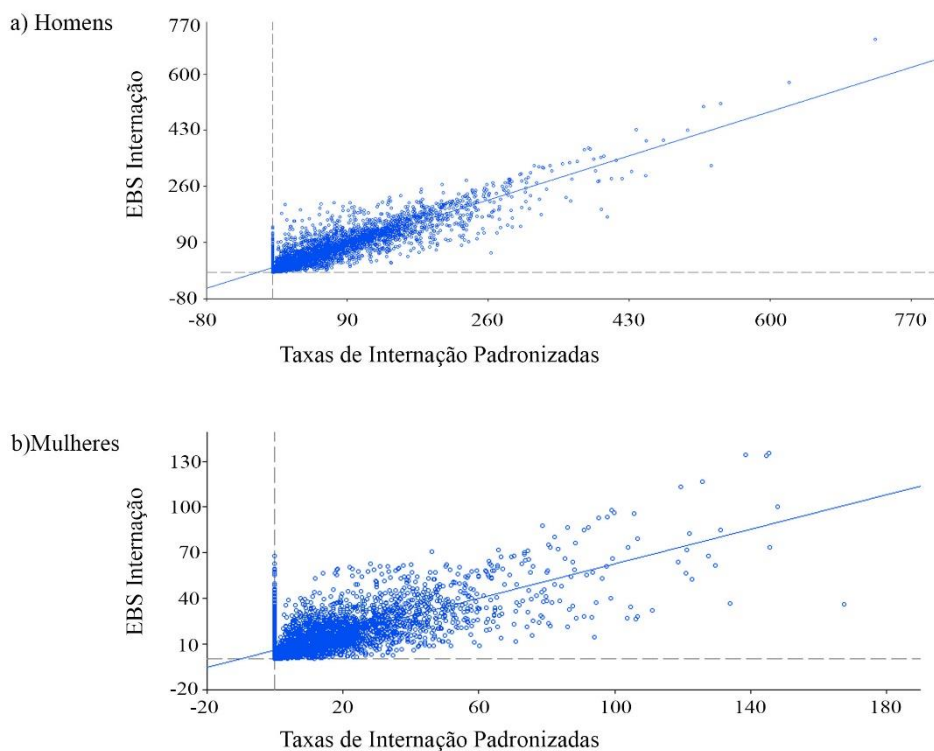 a) Homens
770
600
430
260
90
-80
EBS Internação
-80 90 260 430 600 770
Taxas de Internação Padronizadas
b)Mulheres
130
100
70
40
10
-20
EBS Internação
-20 20 60 100 140 180
Taxas de Internação Padronizadas